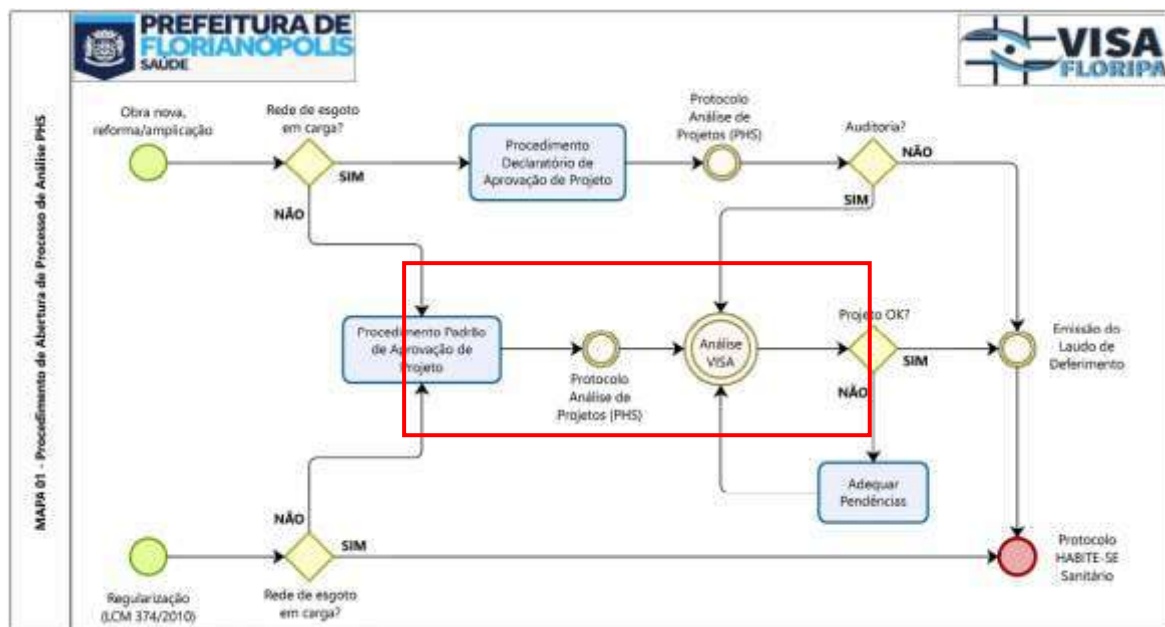 PREFEITURA DE
FLORIANÓPOLIS
SAÚDE
VISA
FLORIPA
MAPA 01 - Procedimento de Abertura de Processo de Análise PHS
Obra nova,
reforma/amplicação
Rede de esgoto
em carga?
SIM
NÃO
Procedimento
Declaratório de
Aprovação de Projeto
Protocolo
Análise de
Projetos (PHS)
Auditoria?
NÃO
SIM
Procedimento Padrão
de Aprovação de
Projeto
Protocolo
Análise de
Projetos (PHS)
Análise
VISA
Projeto OK?
SIM
NÃO
Emissão do
Laudo de
Deferimento
Adequar
Pendências
NÃO
SIM
Regularização
(LCM 374/2010)
Rede de esgoto
em carga?
Protocolo
HABITE-SE
Sanitário